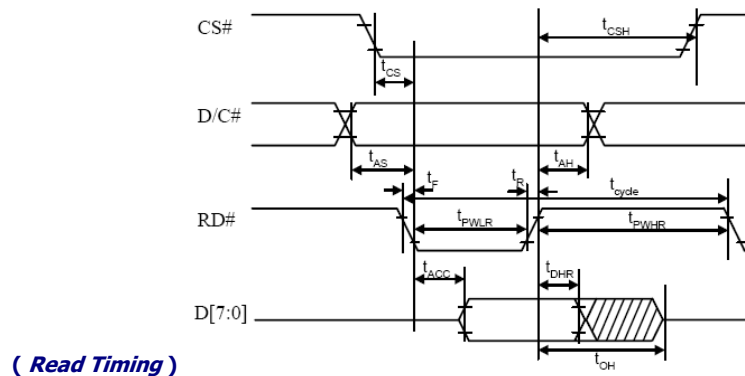 CS#
tCSH
tCS
D/C#
tAS
tAH
tF
tR
tcycle
RD#
tPWLR
tPWHR
tACC
tDHR
D[7:0]
tOH
( Read Timing )